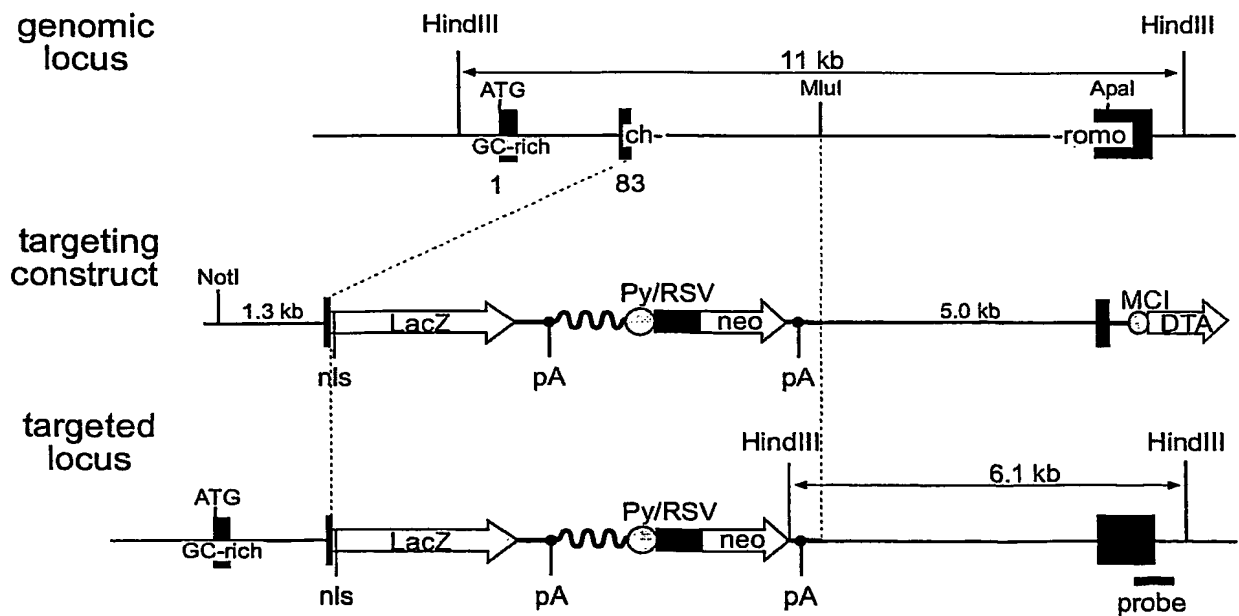 genomic
locus
HindIII
HindIII
11 kb
ATG
MluI
ApaI
ch-
-romo
GC-rich
1
83
targeting
construct
NotI
1.3 kb
LacZ
Py/RSV
neo
5.0 kb
MCI
DTA
nls
pA
pA
targeted
locus
HindIII
HindIII
6.1 kb
ATG
Py/RSV
GC-rich
LacZ
neo
nls
pA
pA
probe